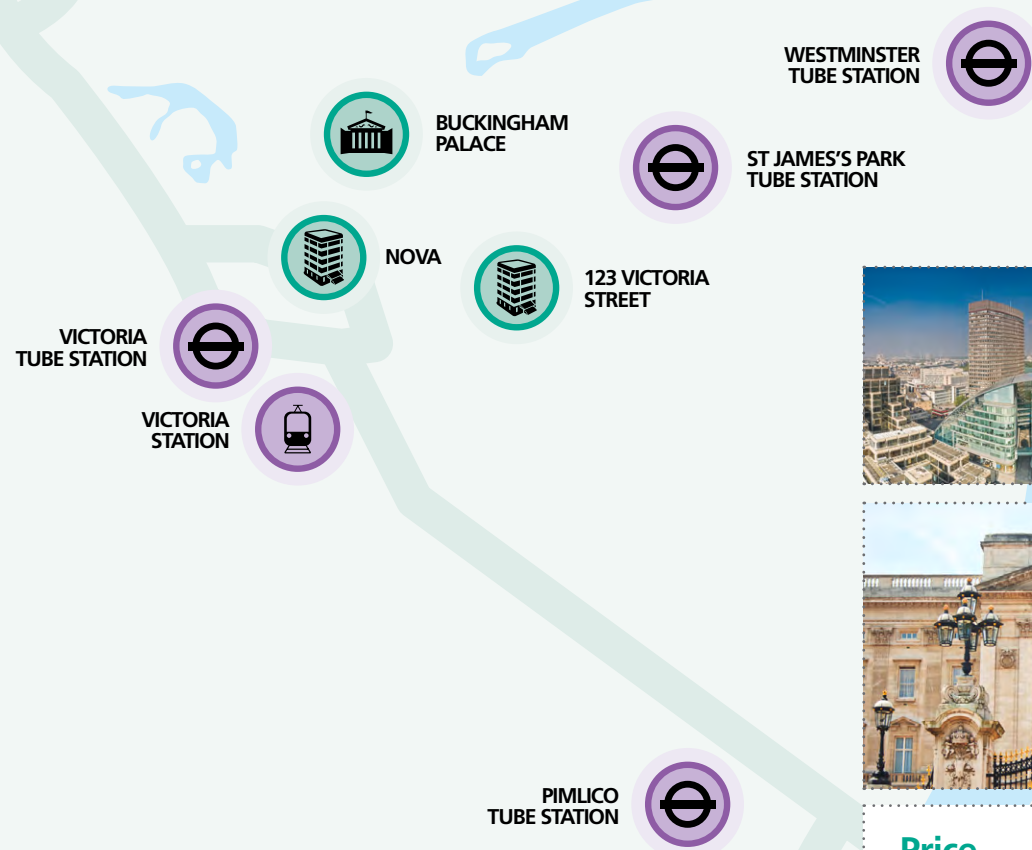 WESTMINSTER
TUBE STATION
BUCKINGHAM
PALACE
ST JAMES'S PARK
TUBE STATION
NOVA
123 VICTORIA
STREET
VICTORIA
TUBE STATION
VICTORIA
STATION
PIMLICO
TUBE STATION
Price